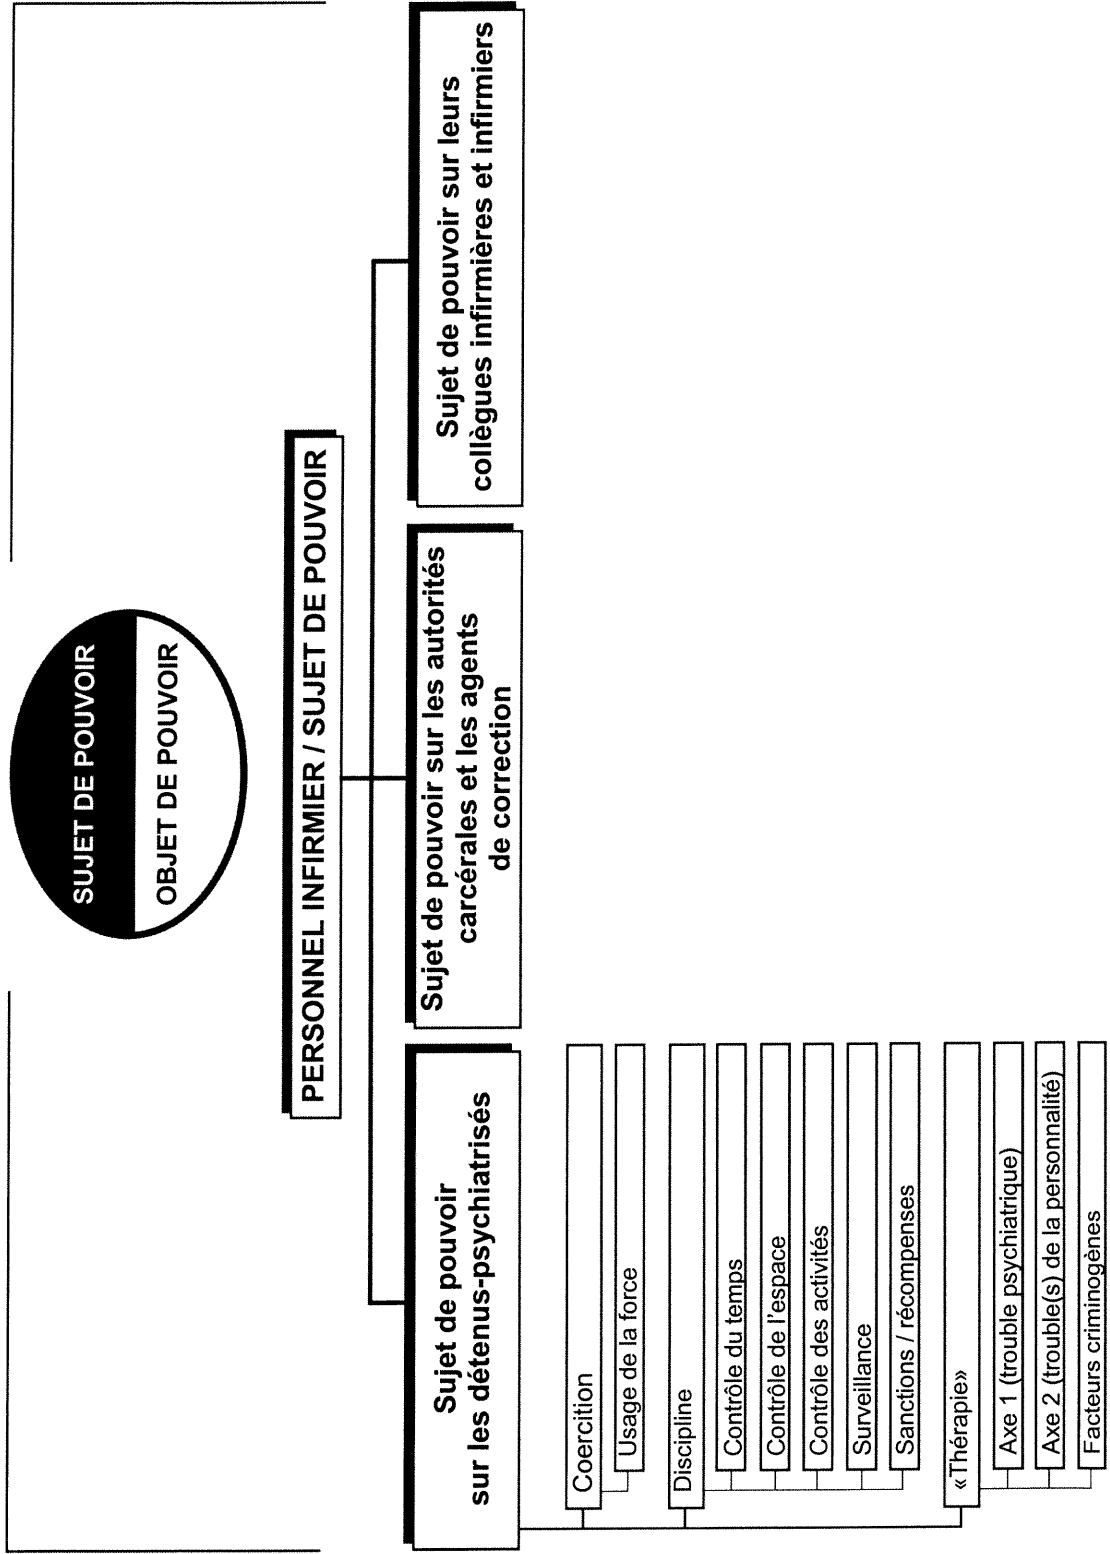 SUJET DE POUVOIR
OBJET DE POUVOIR
PERSONNEL INFIRMIER / SUJET DE POUVOIR
Sujet de pouvoir
sur les détenus-psychiatrisés
Sujet de pouvoir sur les autorités
carcérales et les agents
de correction
Sujet de pouvoir sur leurs
collègues infirmières et infirmiers
Coercition
Usage de la force
Discipline
Contrôle du temps
Contrôle de l'espace
Contrôle des activités
Surveillance
Sanctions / récompenses
«Thérapie»
Axe 1 (trouble psychiatrique)
Axe 2 (trouble(s) de la personnalité)
Facteurs criminogènes